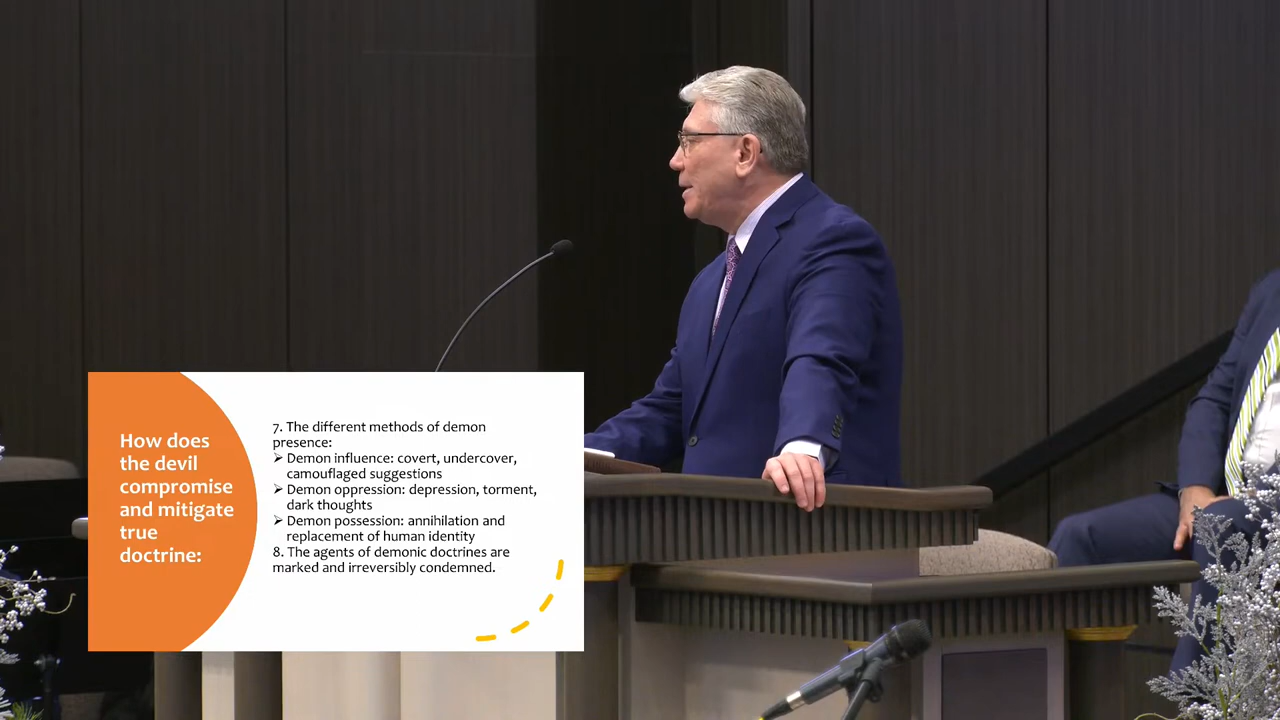 How does
the devil
compromise
and mitigate
true
doctrine:
7. The different methods of demon
presence:
➢ Demon influence: covert, undercover,
camouflaged suggestions
➢ Demon oppression: depression, torment,
dark thoughts
➢ Demon possession: annihilation and
replacement of human identity
8. The agents of demonic doctrines are
marked and irreversibly condemned.